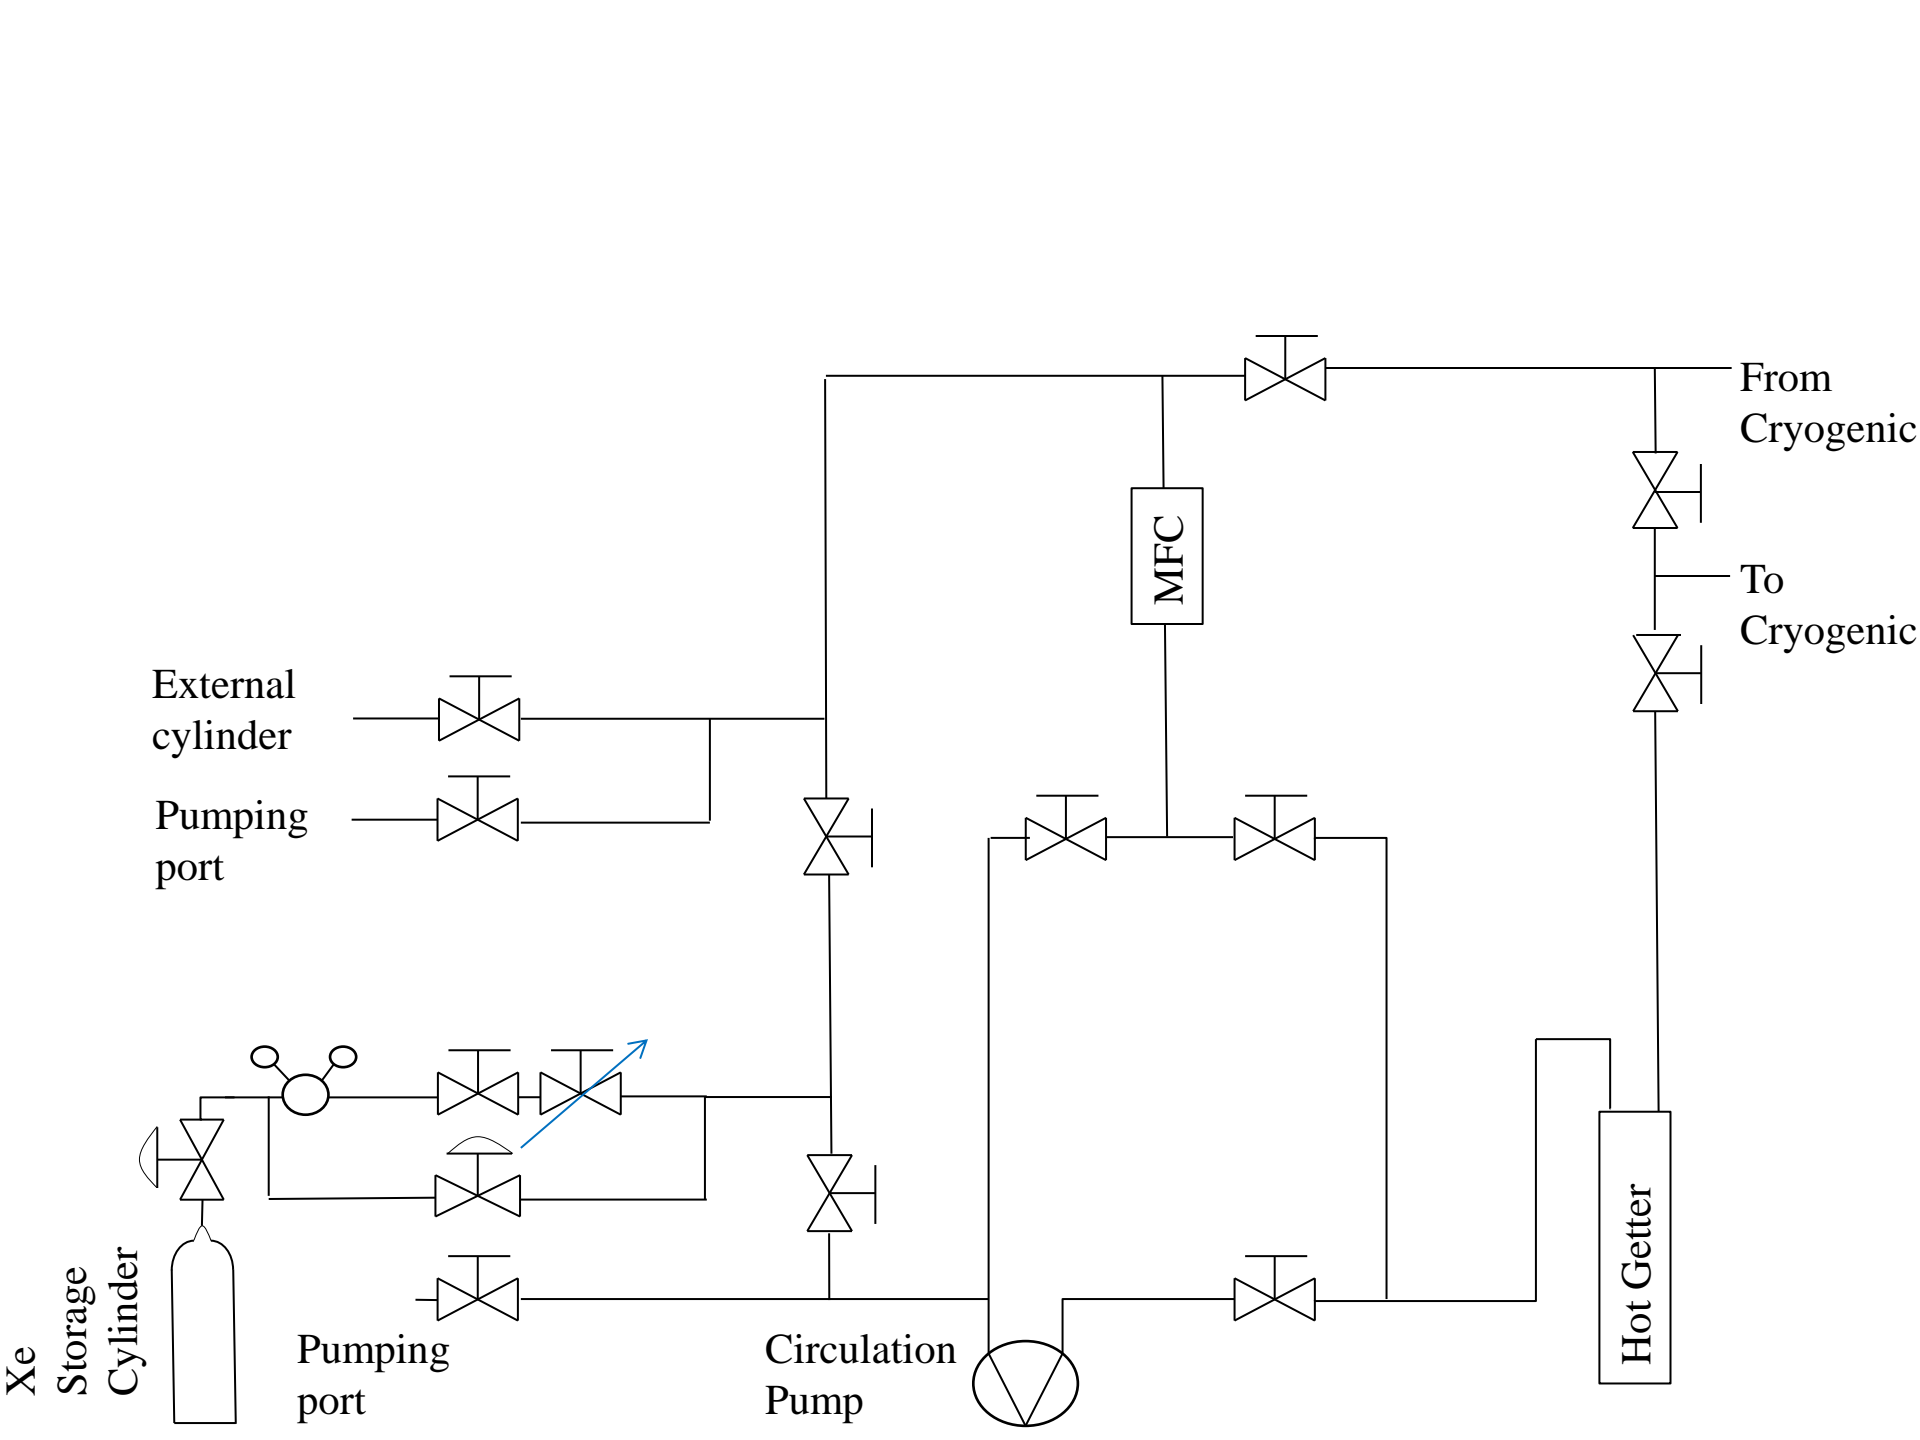 From
Cryogenic
MFC
To
Cryogenic
External
cylinder
Pumping
port
Xe
Storage
Cylinder
Pumping
port
Circulation
Pump
Hot Getter